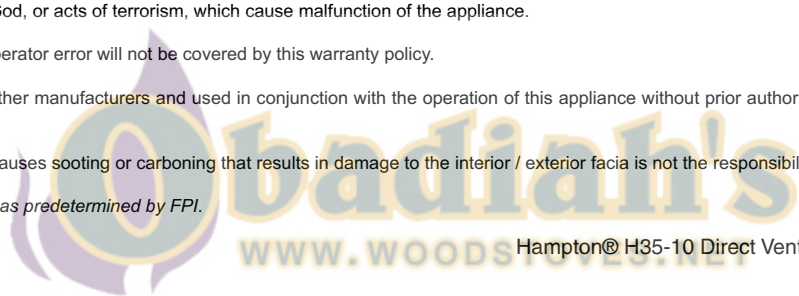 God, or acts of terrorism, which cause malfunction of the appliance.
perator error will not be covered by this warranty policy.
ther manufacturers and used in conjunction with the operation of this appliance without prior author
auses sooting or carboning that results in damage to the interior / exterior facia is not the responsibil
as predetermined by FPI.
Obadiah's
WWW.WOODSTOVES.NET
Hampton® H35-10 Direct Vent